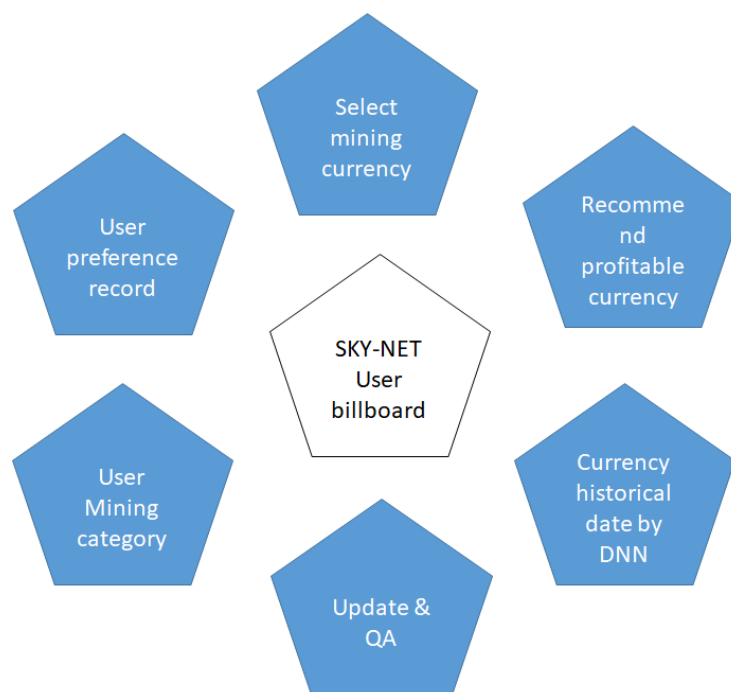 Select
mining
currency
User
preference
record
Recomme
nd
profitable
currency
SKY-NET
User
billboard
User
Mining
category
Currency
historical
date by
DNN
Update &
QA